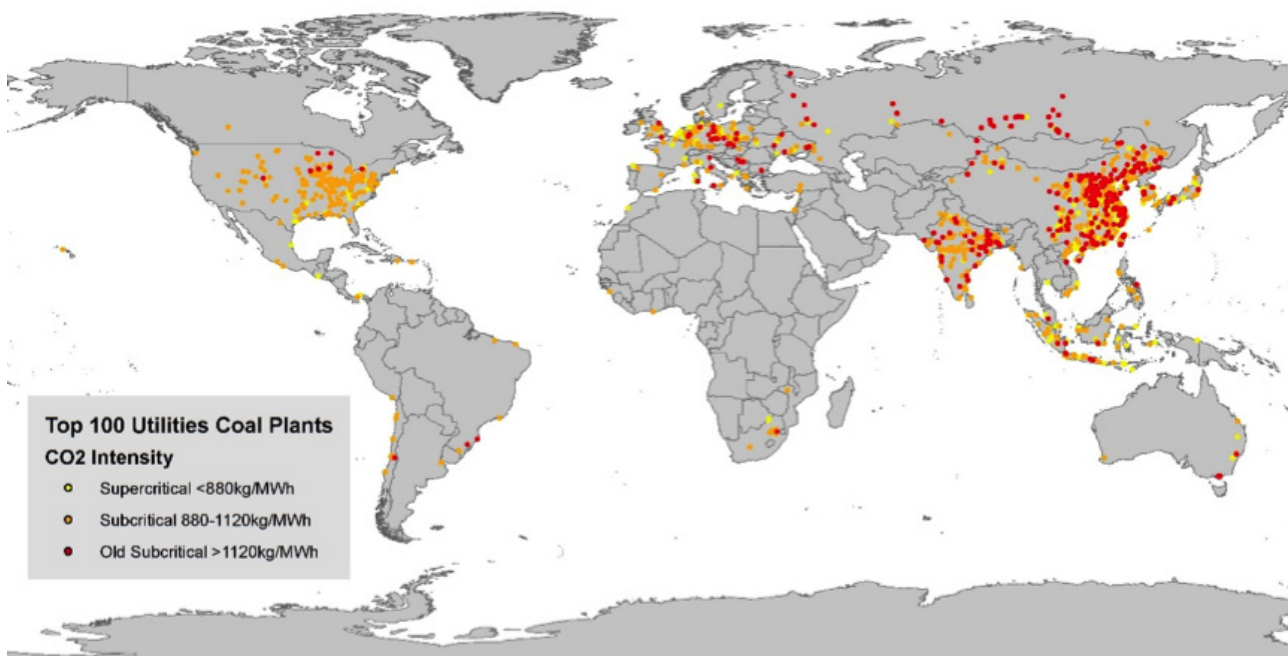 Top 100 Utilities Coal Plants
CO2 Intensity
Supercritical <880kg/MWh
Subcritical 880-1120kg/MWh
Old Subcritical >1120kg/MWh